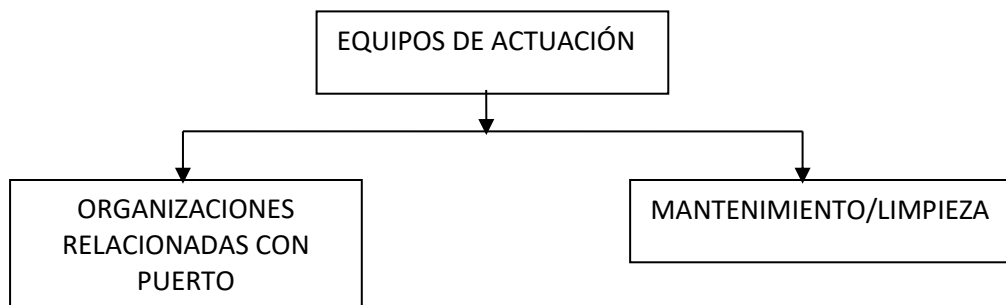 EQUIPOS DE ACTUACIÓN
ORGANIZACIONES
RELACIONADAS CON
PUERTO
MANTENIMIENTO/LIMPIEZA